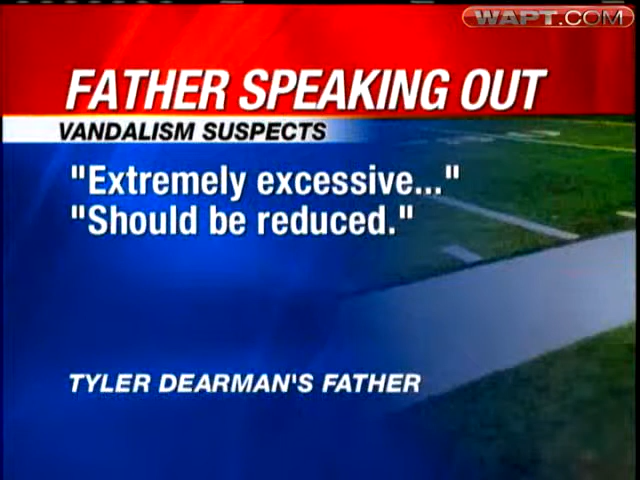 WAPT.COM
FATHER SPEAKING OUT
VANDALISM SUSPECTS
"Extremely excessive..."
"Should be reduced."
TYLER DEARMAN'S FATHER